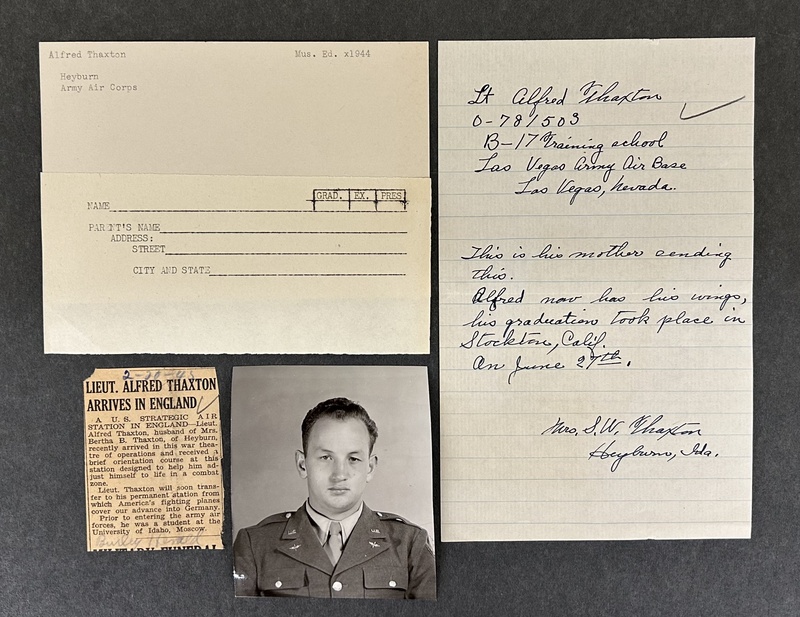 Alfred Thaxton Mus. Ed. x1944
Heyburn
Army Air Corps
GRAD. EX. PRES
NAME
PARENT'S NAME
ADDRESS:
STREET
CITY AND STATE
2-20-45
LIEUT. ALFRED THAXTON
ARRIVES IN ENGLAND
A U.S. STRATEGIC AIR
STATION IN ENGLAND—Lieut.
Alfred Thaxton, husband of Mrs.
Bertha B. Thaxton, of Heyburn,
recently arrived in this war thea-
tre of operations and received a
brief orientation course at this
station designed to help him ad-
just himself to life in a combat
zone.
Lieut. Thaxton will soon trans-
fer to his permanent station from
which America's fighting planes
cover our advance into Germany.
Prior to entering the army air
forces, he was a student at the
University of Idaho, Moscow.
Burley Herald
MILITARY FUNERAL
Lt Alfred Thaxton
O-781503
B-17 Training school
Las Vegas Army Air Base
Las Vegas, Nevada.
This is his mother sending
this.
Alfred now has his wings,
his graduation took place in
Stockton, Calif.
On June 27th.
Mrs. S.W. Thaxton
Heyburn, Ida.